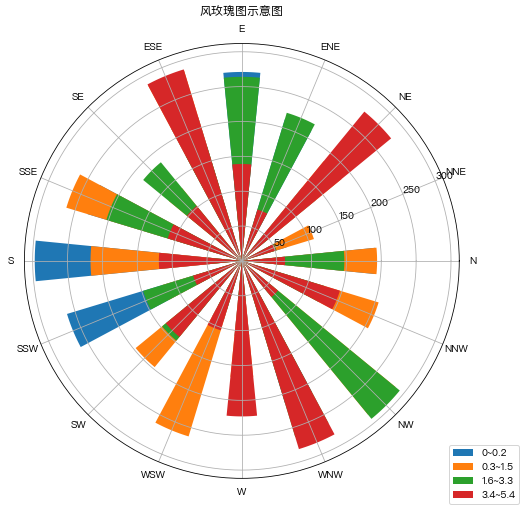 风玫瑰图示意图
E
ESE
ENE
SE
NE
SSE
NNE
300
250
200
150
100
50
S
N
SSW
NNW
SW
NW
WSW
WNW
W
0~0.2
0.3~1.5
1.6~3.3
3.4~5.4